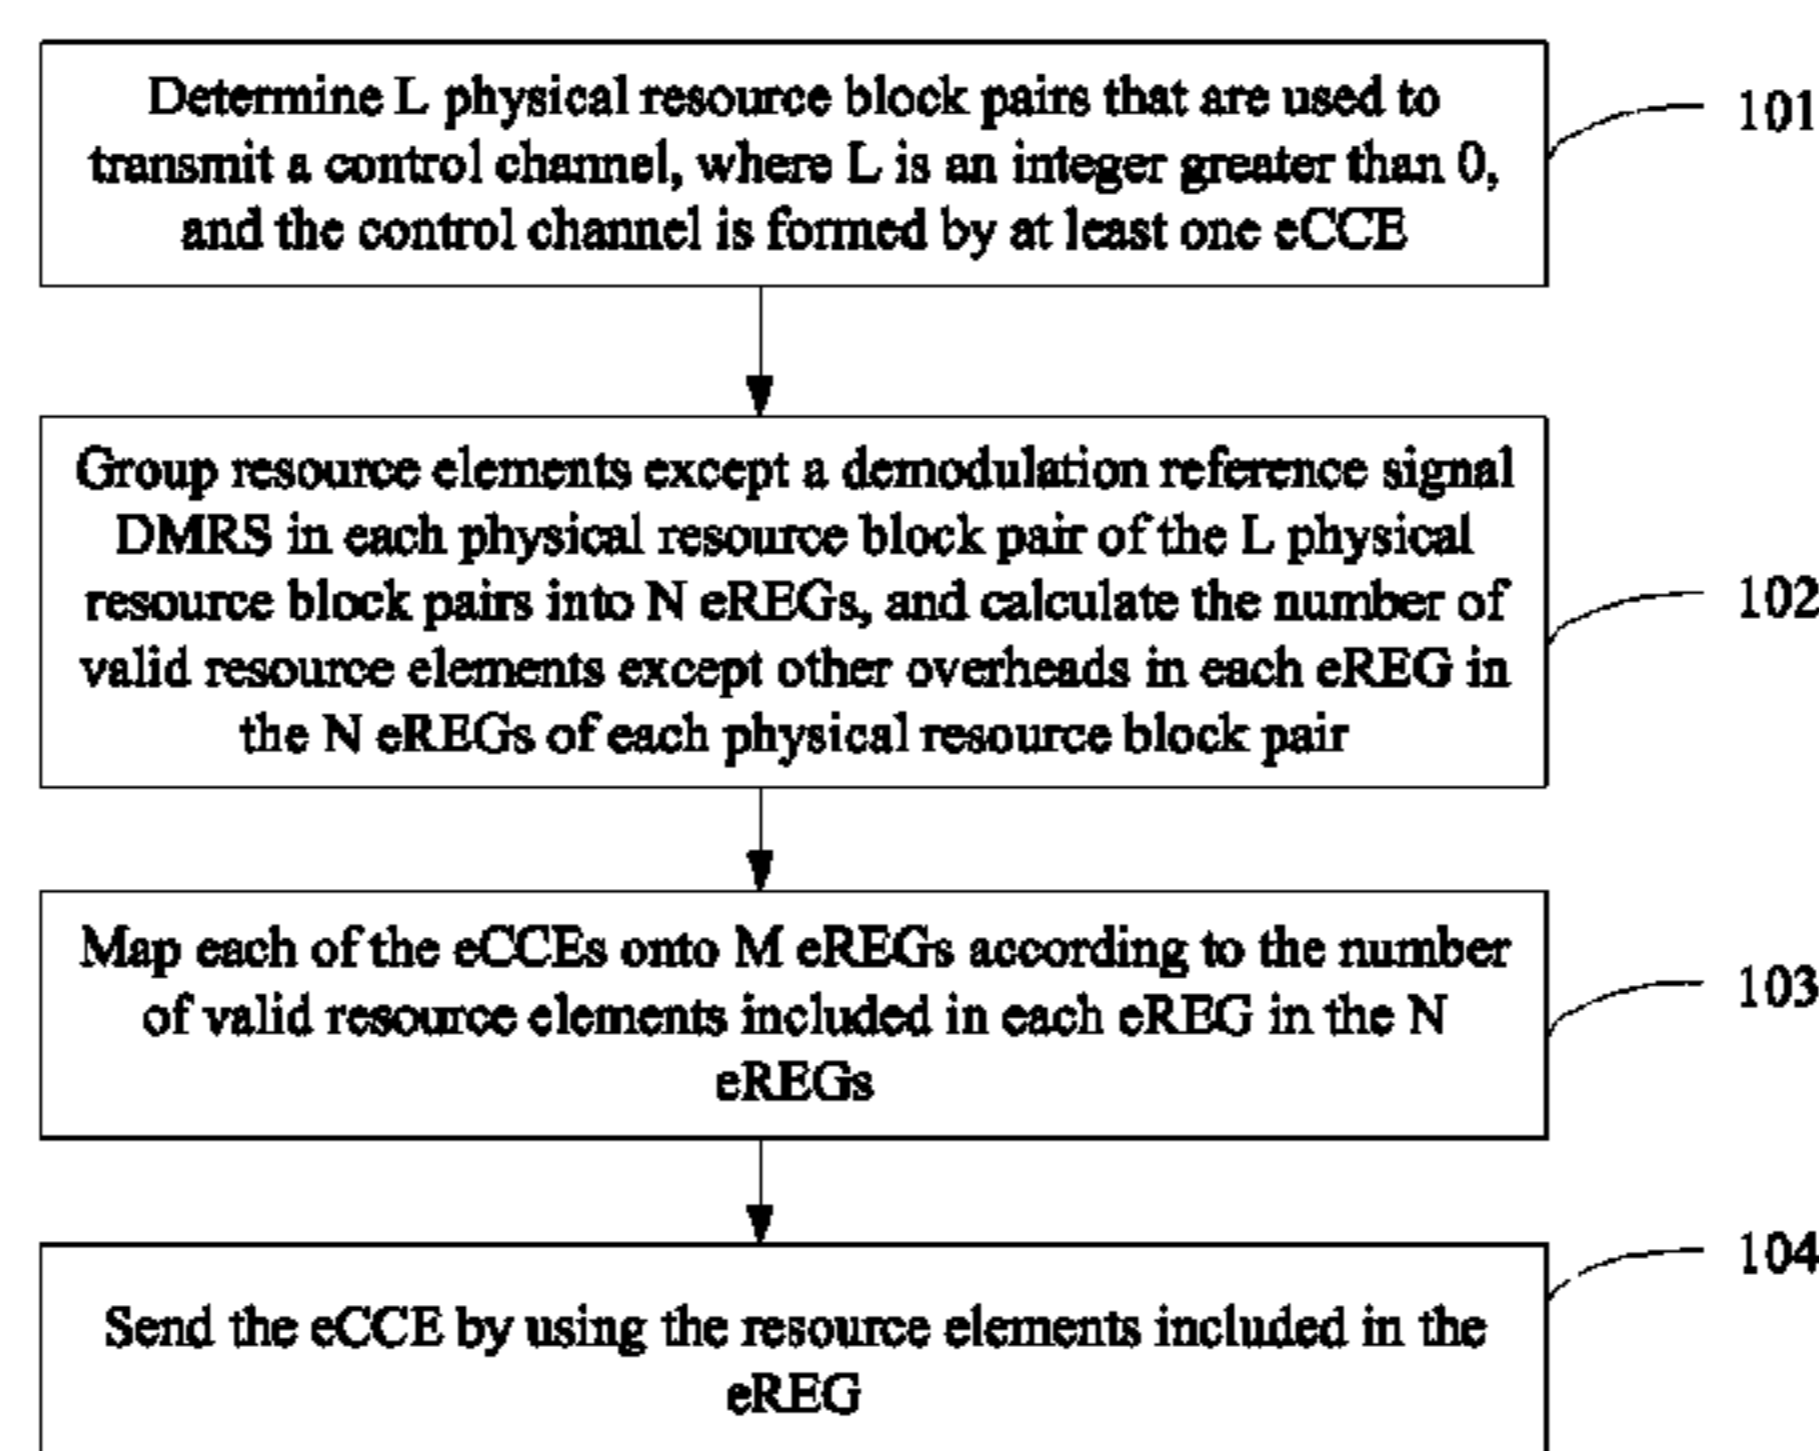 Determine L physical resource block pairs that are used to
transmit a control channel, where L is an integer greater than 0,
and the control channel is formed by at least one eCCE
101
Group resource elements except a demodulation reference signal
DMRS in each physical resource block pair of the L physical
resource block pairs into N eREGs, and calculate the number of
valid resource elements except other overheads in each eREG in
the N eREGs of each physical resource block pair
102
Map each of the eCCEs onto M eREGs according to the number
of valid resource elements included in each eREG in the N
eREGs
103
Send the eCCE by using the resource elements included in the
eREG
104